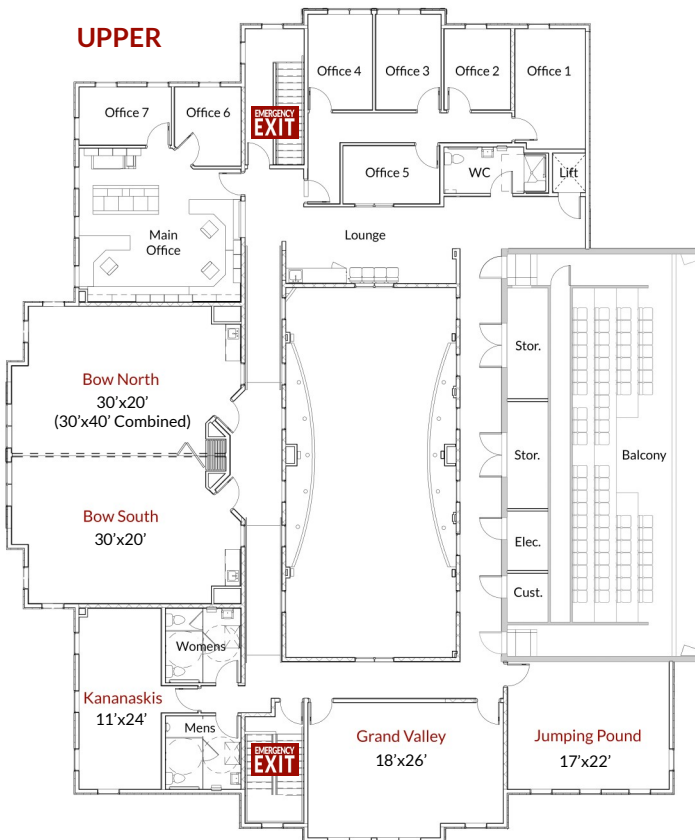 UPPER
Office 4
Office 3
Office 2
Office 1
Office 7
Office 6
EMERGENCY
EXIT
Office 5
WC
Lift
Main
Office
Lounge
Bow North
30'x20'
(30'x40' Combined)
Stor.
Stor.
Balcony
Bow South
30'x20'
Elec.
Cust.
Womens
Kananaskis
11'x24'
Mens
EMERGENCY
EXIT
Grand Valley
18'x26'
Jumping Pound
17'x22'